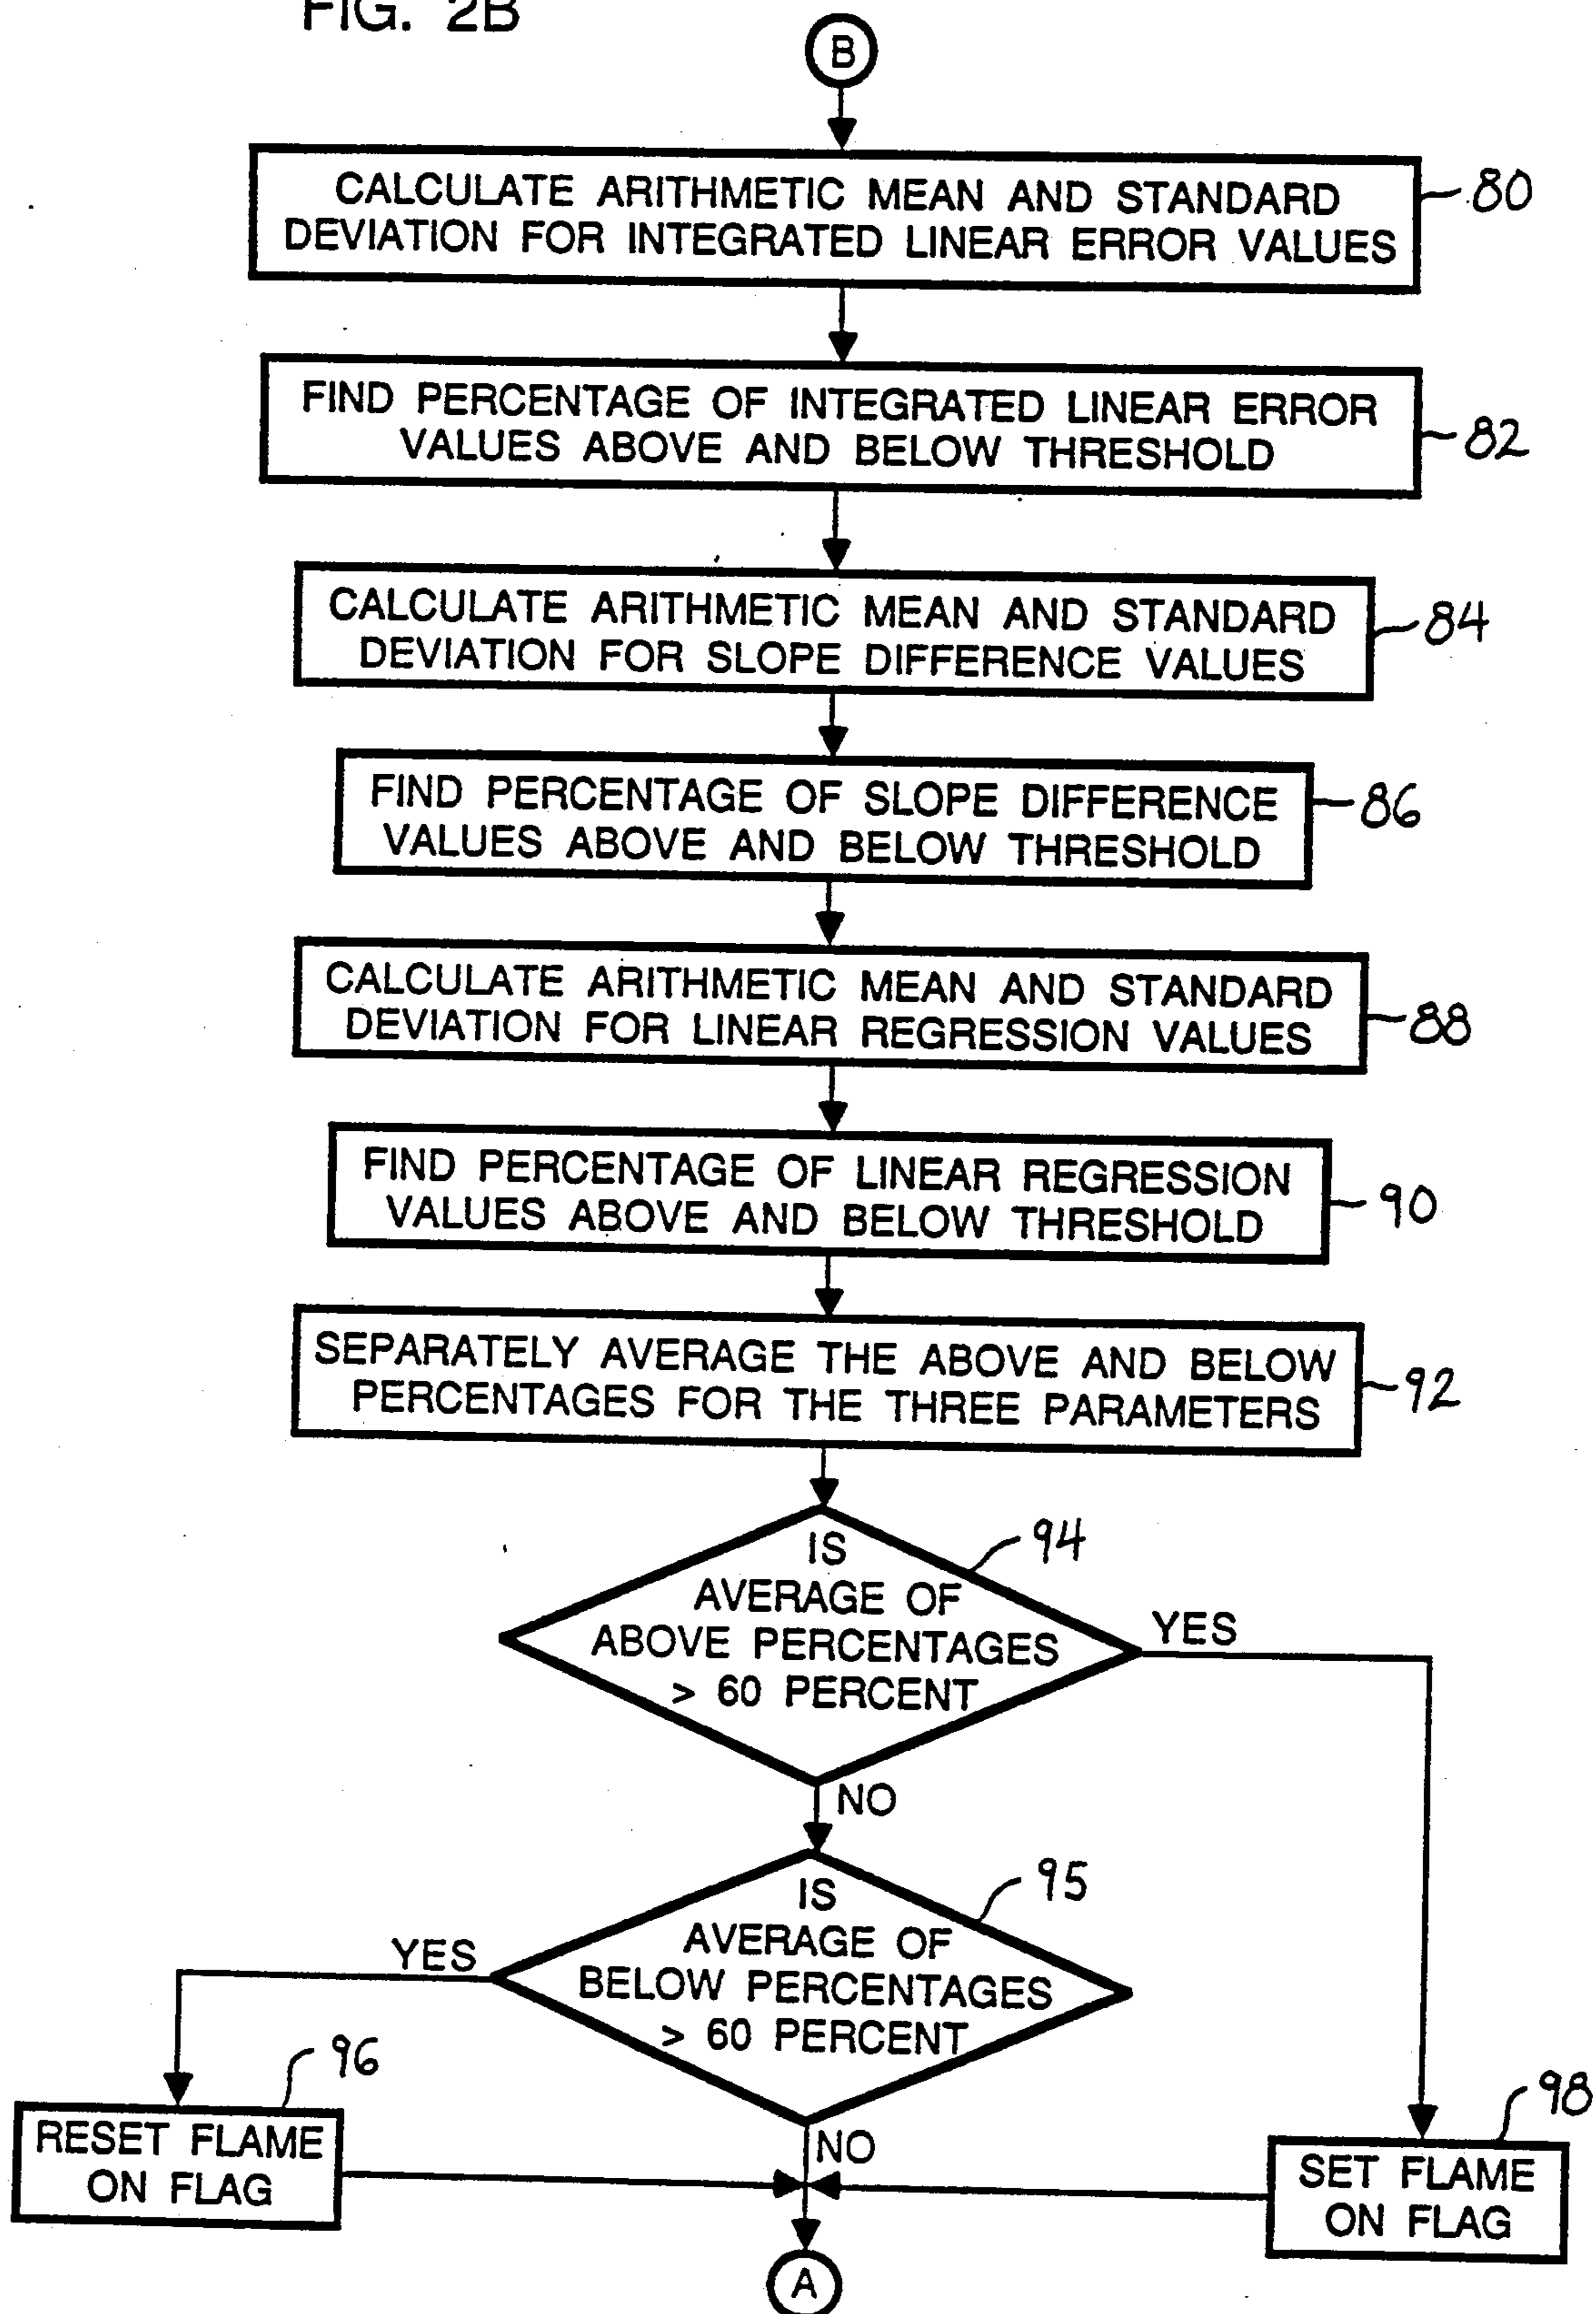 FIG. 2B
B
CALCULATE ARITHMETIC MEAN AND STANDARD
DEVIATION FOR INTEGRATED LINEAR ERROR VALUES
80
FIND PERCENTAGE OF INTEGRATED LINEAR ERROR
VALUES ABOVE AND BELOW THRESHOLD
82
CALCULATE ARITHMETIC MEAN AND STANDARD
DEVIATION FOR SLOPE DIFFERENCE VALUES
84
FIND PERCENTAGE OF SLOPE DIFFERENCE
VALUES ABOVE AND BELOW THRESHOLD
86
CALCULATE ARITHMETIC MEAN AND STANDARD
DEVIATION FOR LINEAR REGRESSION VALUES
88
FIND PERCENTAGE OF LINEAR REGRESSION
VALUES ABOVE AND BELOW THRESHOLD
90
SEPARATELY AVERAGE THE ABOVE AND BELOW
PERCENTAGES FOR THE THREE PARAMETERS
92
94
IS
AVERAGE OF
ABOVE PERCENTAGES
> 60 PERCENT
YES
NO
95
IS
AVERAGE OF
BELOW PERCENTAGES
> 60 PERCENT
YES
NO
96
RESET FLAME
ON FLAG
98
SET FLAME
ON FLAG
A